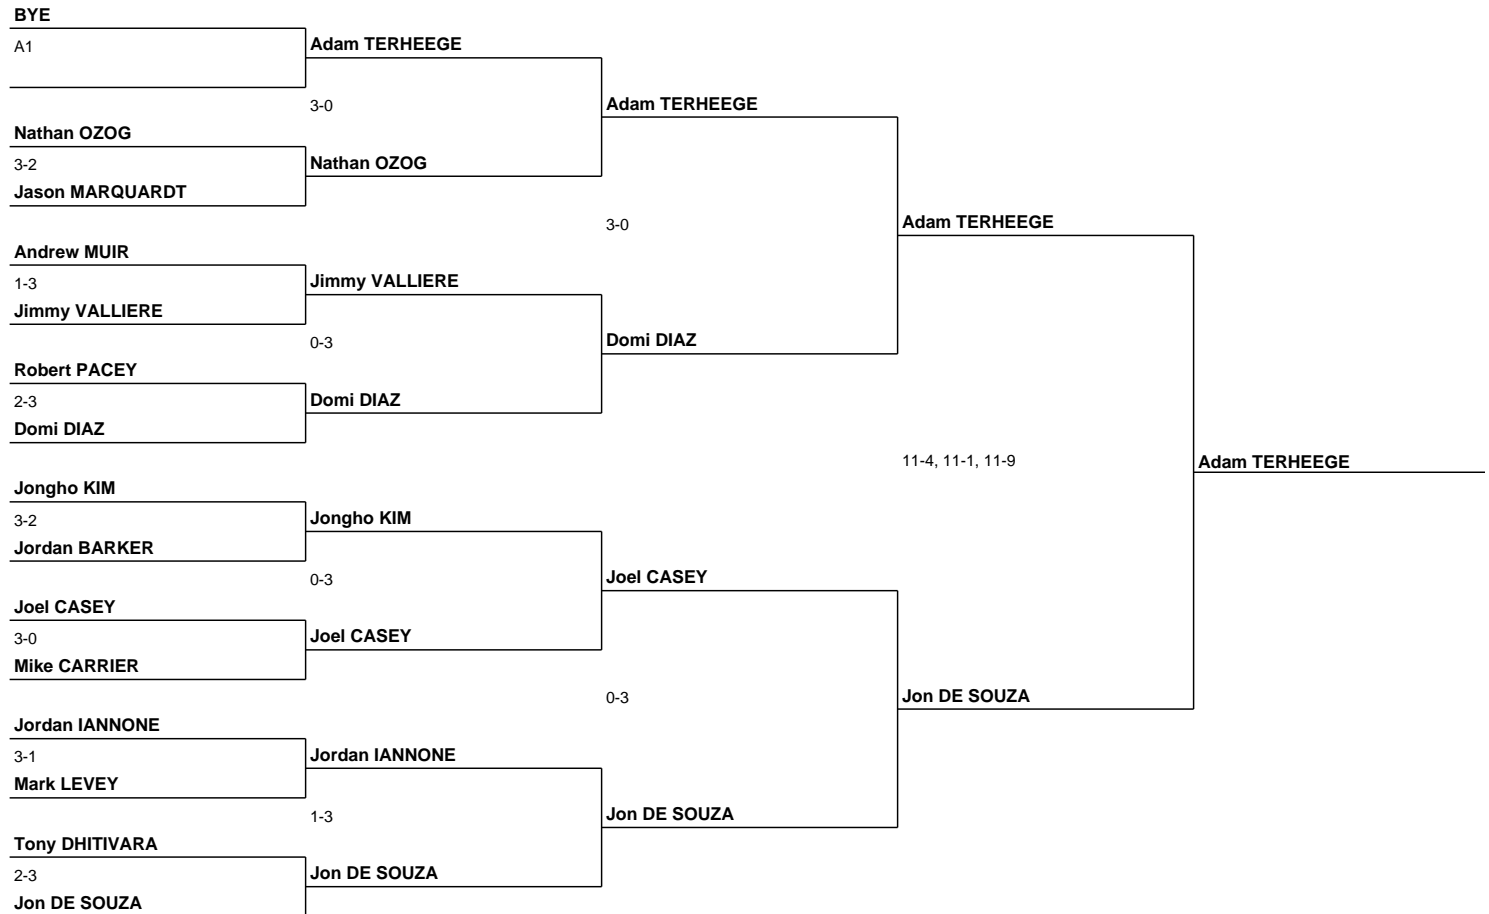 BYE
A1
Adam TERHEEGE
3-0
Adam TERHEEGE
Nathan OZOG
3-2
Nathan OZOG
Jason MARQUARDT
3-0
Adam TERHEEGE
Andrew MUIR
1-3
Jimmy VALLIERE
Jimmy VALLIERE
0-3
Domi DIAZ
Robert PACEY
2-3
Domi DIAZ
Domi DIAZ
11-4, 11-1, 11-9
Adam TERHEEGE
Jongho KIM
3-2
Jongho KIM
Jordan BARKER
0-3
Joel CASEY
Joel CASEY
3-0
Joel CASEY
Mike CARRIER
0-3
Jon DE SOUZA
Jordan IANNONE
3-1
Jordan IANNONE
Mark LEVEY
1-3
Jon DE SOUZA
Tony DHITIVARA
2-3
Jon DE SOUZA
Jon DE SOUZA